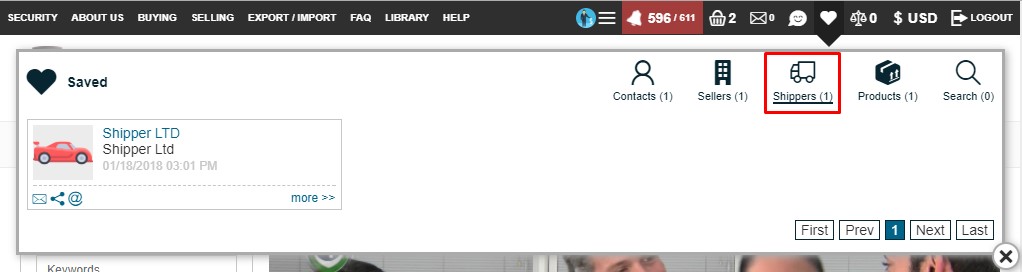 SECURITY ABOUT US BUYING SELLING EXPORT / IMPORT FAQ LIBRARY HELP 596 / 611 2 0 0 $ USD LOGOUT
Saved
Contacts (1) Sellers (1) Shippers (1) Products (1) Search (0)
Shipper LTD
Shipper Ltd
01/18/2018 03:01 PM
@ more >>
First Prev 1 Next Last
Keywords